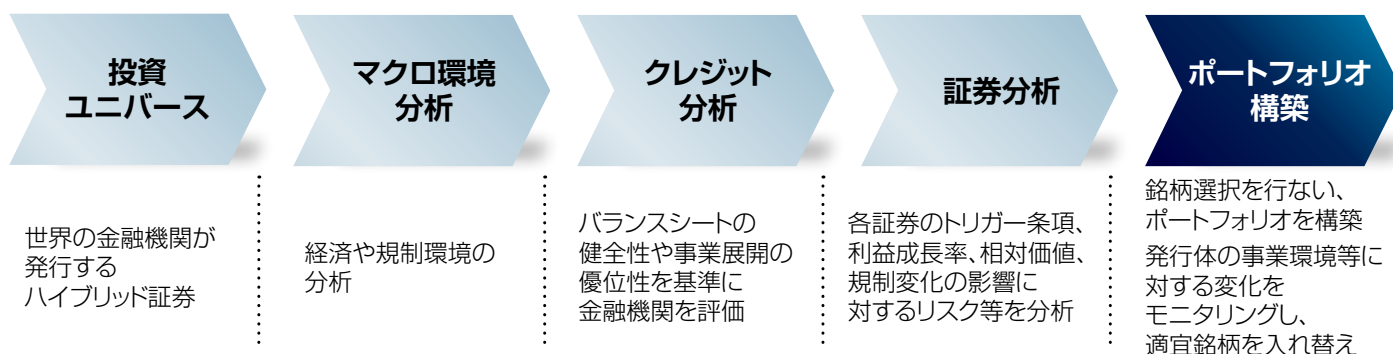 投資
ユニバース
マクロ環境
分析
クレジット
分析
証券分析
ポートフォリオ
構築
世界の金融機関が
発行する
ハイブリッド証券
経済や規制環境の
分析
バランスシートの
健全性や事業展開の
優位性を基準に
金融機関を評価
各証券のトリガー条項、
利益成長率、相対価値、
規制変化の影響に
対するリスク等を分析
銘柄選択を行ない、
ポートフォリオを構築
発行体の事業環境等に
対する変化を
モニタリングし、
適宜銘柄を入れ替え